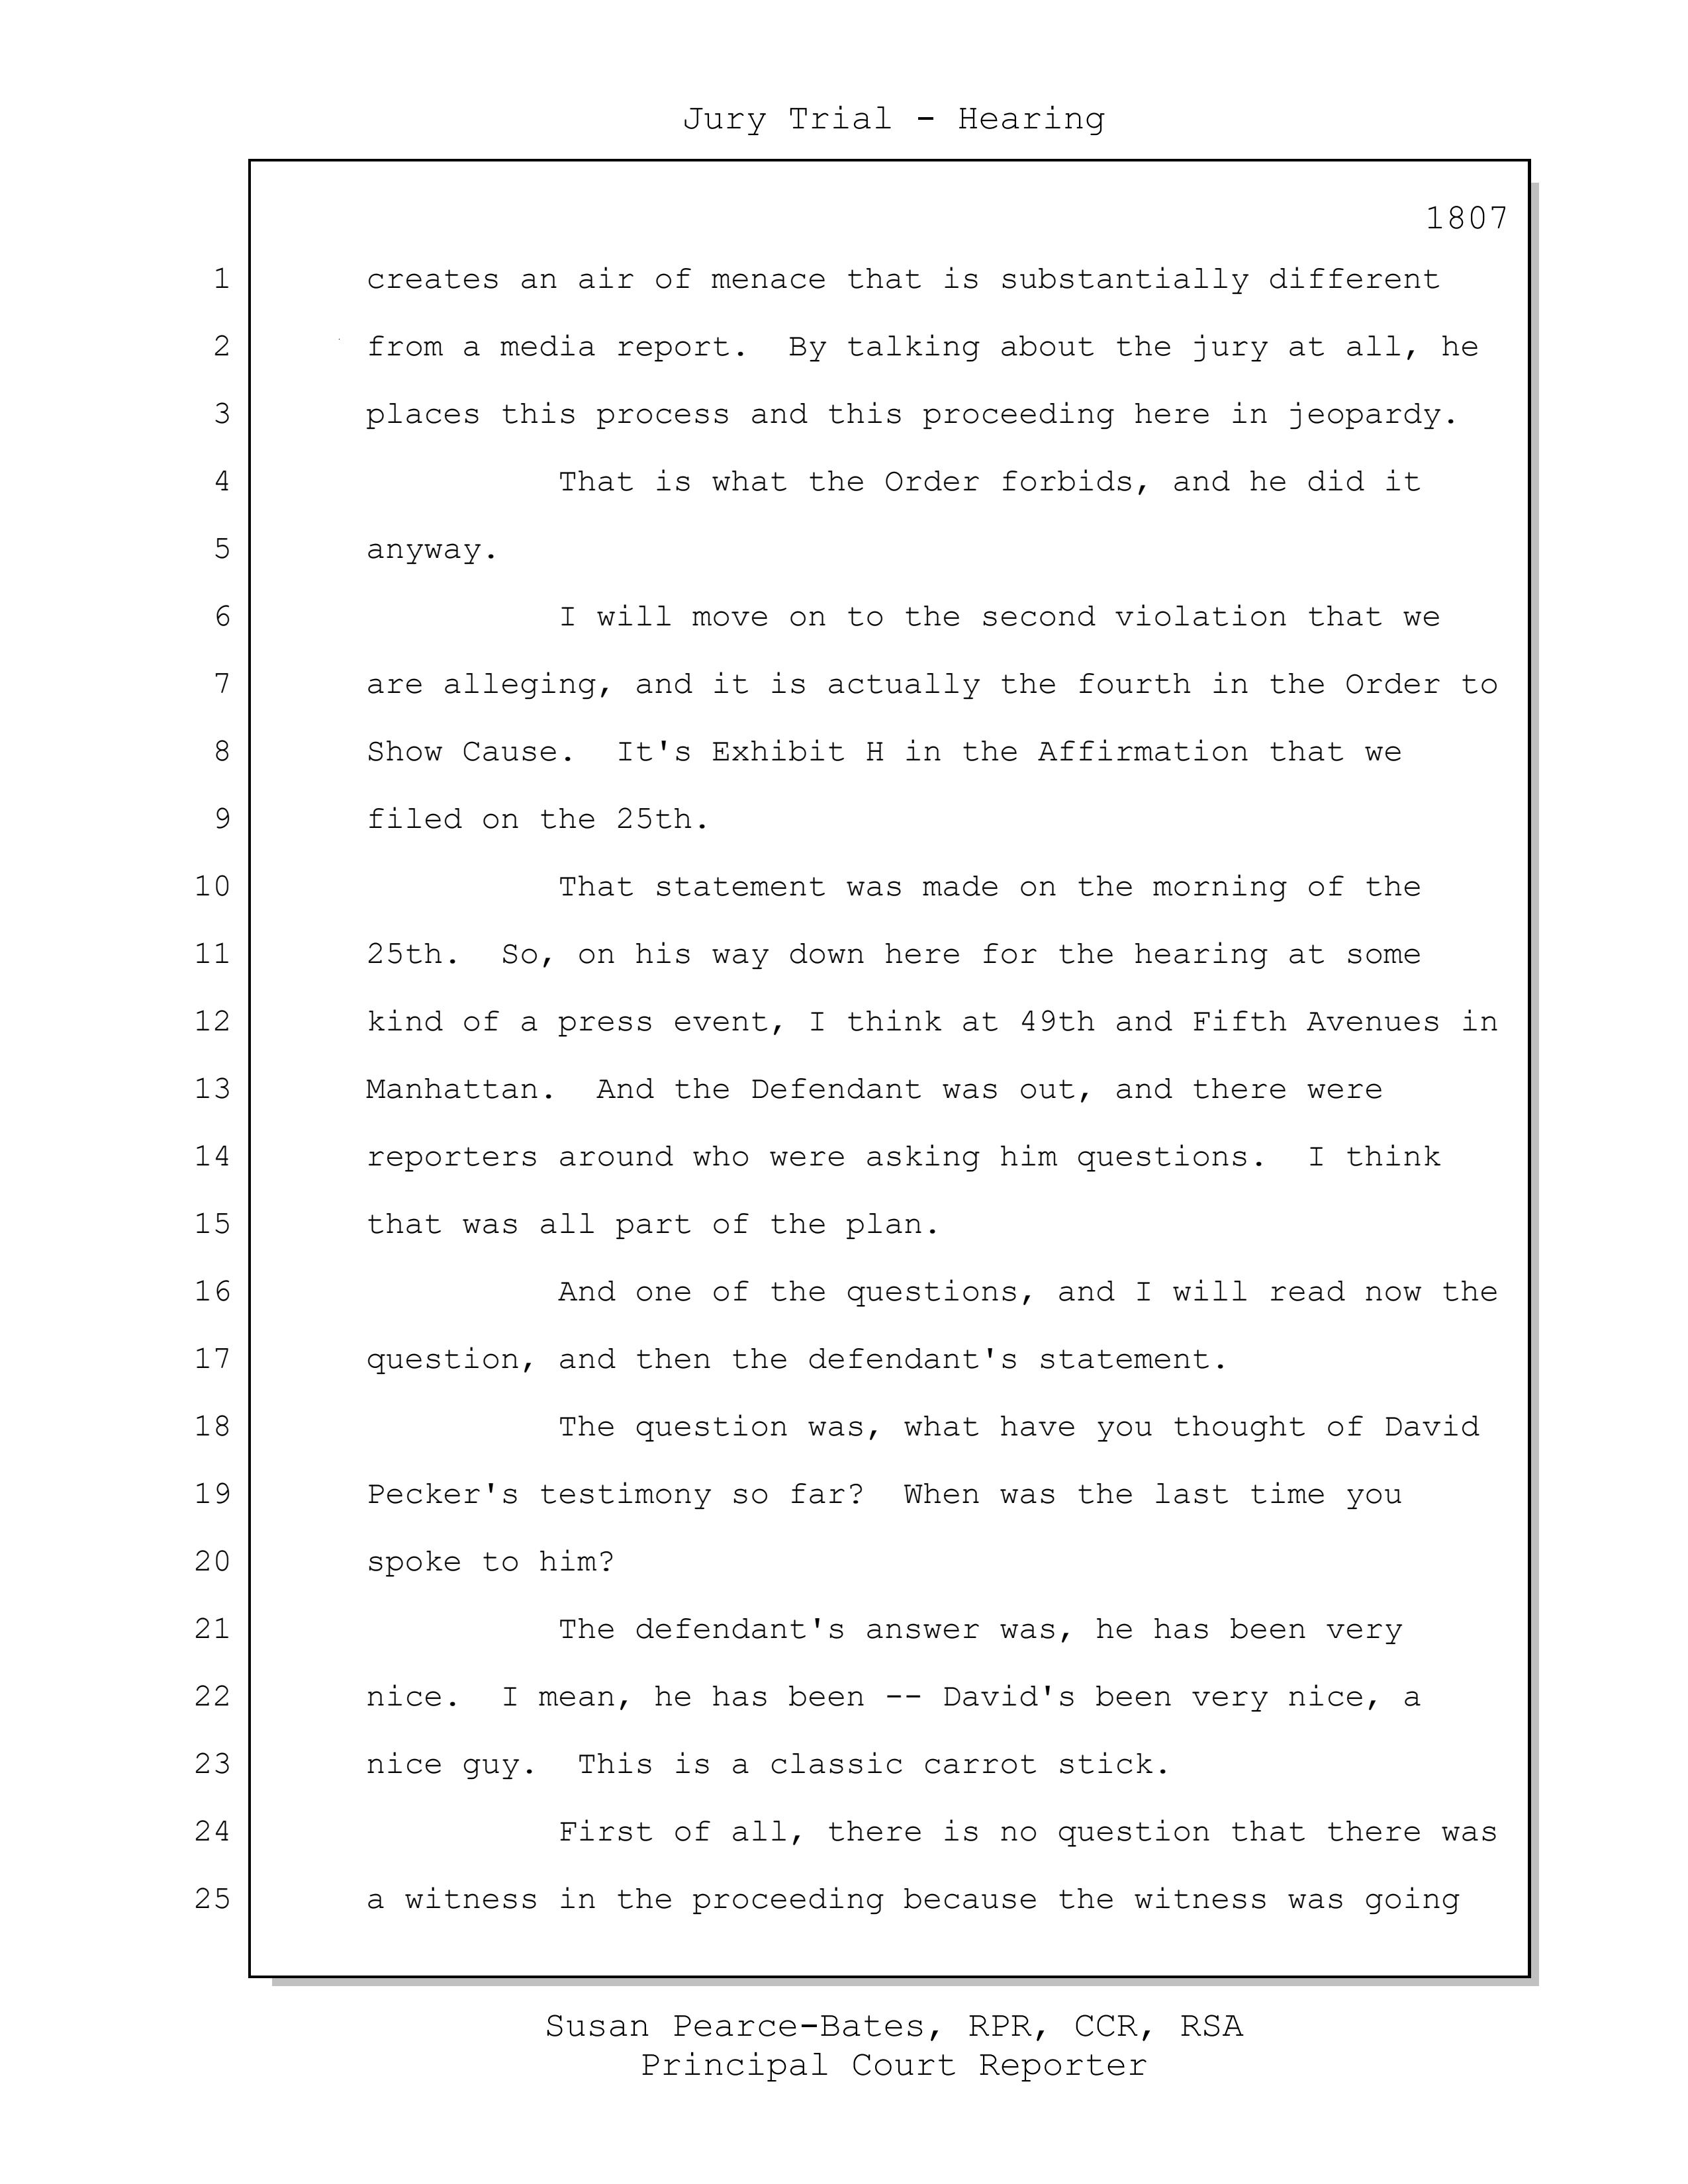 Jury Trial - Hearing
1807
1 creates an air of menace that is substantially different
2 from a media report.  By talking about the jury at all, he
3 places this process and this proceeding here in jeopardy.
4 That is what the Order forbids, and he did it
5 anyway.
6 I will move on to the second violation that we
7 are alleging, and it is actually the fourth in the Order to
8 Show Cause.  It's Exhibit H in the Affirmation that we
9 filed on the 25th.
10 That statement was made on the morning of the
11 25th.  So, on his way down here for the hearing at some
12 kind of a press event, I think at 49th and Fifth Avenues in
13 Manhattan.  And the Defendant was out, and there were
14 reporters around who were asking him questions.  I think
15 that was all part of the plan.
16 And one of the questions, and I will read now the
17 question, and then the defendant's statement.
18 The question was, what have you thought of David
19 Pecker's testimony so far?  When was the last time you
20 spoke to him?
21 The defendant's answer was, he has been very
22 nice.  I mean, he has been -- David's been very nice, a
23 nice guy.  This is a classic carrot stick.
24 First of all, there is no question that there was
25 a witness in the proceeding because the witness was going
Susan Pearce-Bates, RPR, CCR, RSA
Principal Court Reporter